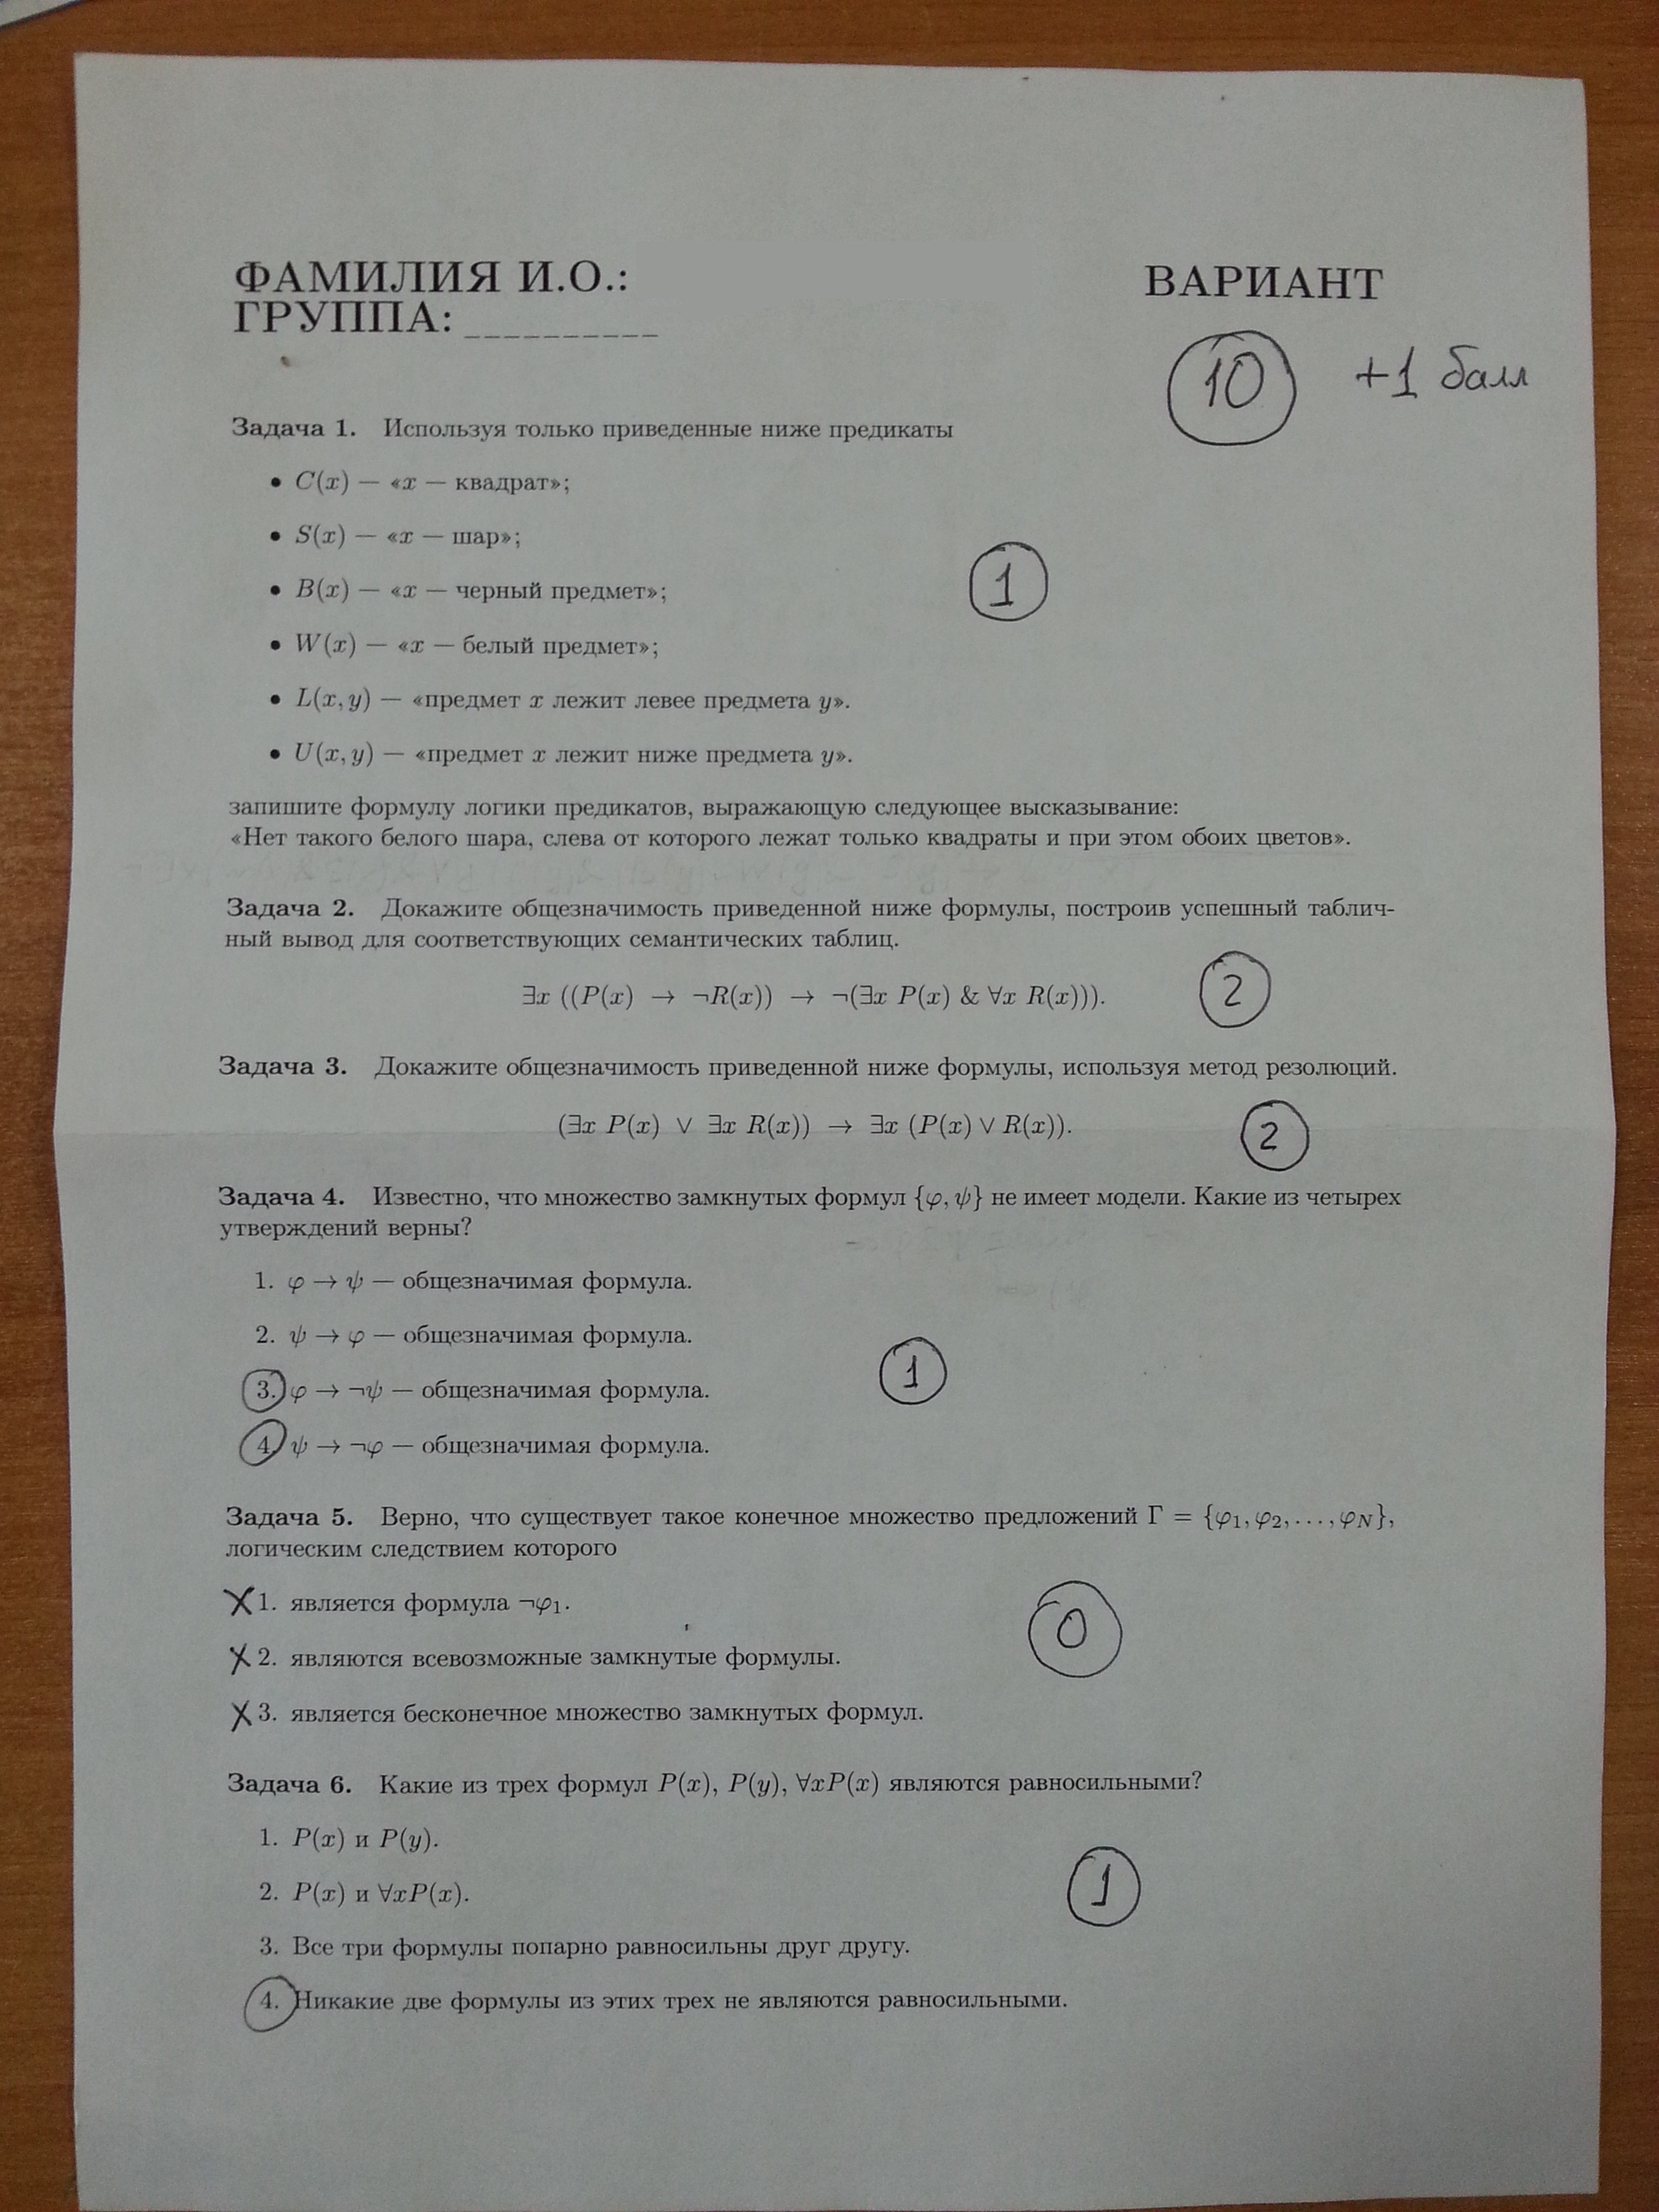 ФАМИЛИЯ И.О.:
ВАРИАНТ
ГРУППА: __________
10 +1 балл
Задача 1. Используя только приведенные ниже предикаты
• C(x) — «x — квадрат»;
• S(x) — «x — шар»;
1
• B(x) — «x — черный предмет»;
• W(x) — «x — белый предмет»;
• L(x, y) — «предмет x лежит левее предмета y».
• U(x, y) — «предмет x лежит ниже предмета y».
запишите формулу логики предикатов, выражающую следующее высказывание:
«Нет такого белого шара, слева от которого лежат только квадраты и при этом обоих цветов».
Задача 2. Докажите общезначимость приведенной ниже формулы, построив успешный таблич-
ный вывод для соответствующих семантических таблиц.
∃x ((P(x) → ¬R(x)) → ¬(∃x P(x) & ∀x R(x))).
2
Задача 3. Докажите общезначимость приведенной ниже формулы, используя метод резолюций.
(∃x P(x) ∨ ∃x R(x)) → ∃x (P(x) ∨ R(x)).
2
Задача 4. Известно, что множество замкнутых формул {φ, ψ} не имеет модели. Какие из четырех
утверждений верны?
1. φ → ψ — общезначимая формула.
2. ψ → φ — общезначимая формула.
1
3. φ → ¬ψ — общезначимая формула.
4. ψ → ¬φ — общезначимая формула.
Задача 5. Верно, что существует такое конечное множество предложений Γ = {φ₁, φ₂, . . . , φ_N},
логическим следствием которого
X 1. является формула ¬φ₁.
0
X 2. являются всевозможные замкнутые формулы.
X 3. является бесконечное множество замкнутых формул.
Задача 6. Какие из трех формул P(x), P(y), ∀xP(x) являются равносильными?
1. P(x) и P(y).
2. P(x) и ∀xP(x).
1
3. Все три формулы попарно равносильны друг другу.
4. Никакие две формулы из этих трех не являются равносильными.